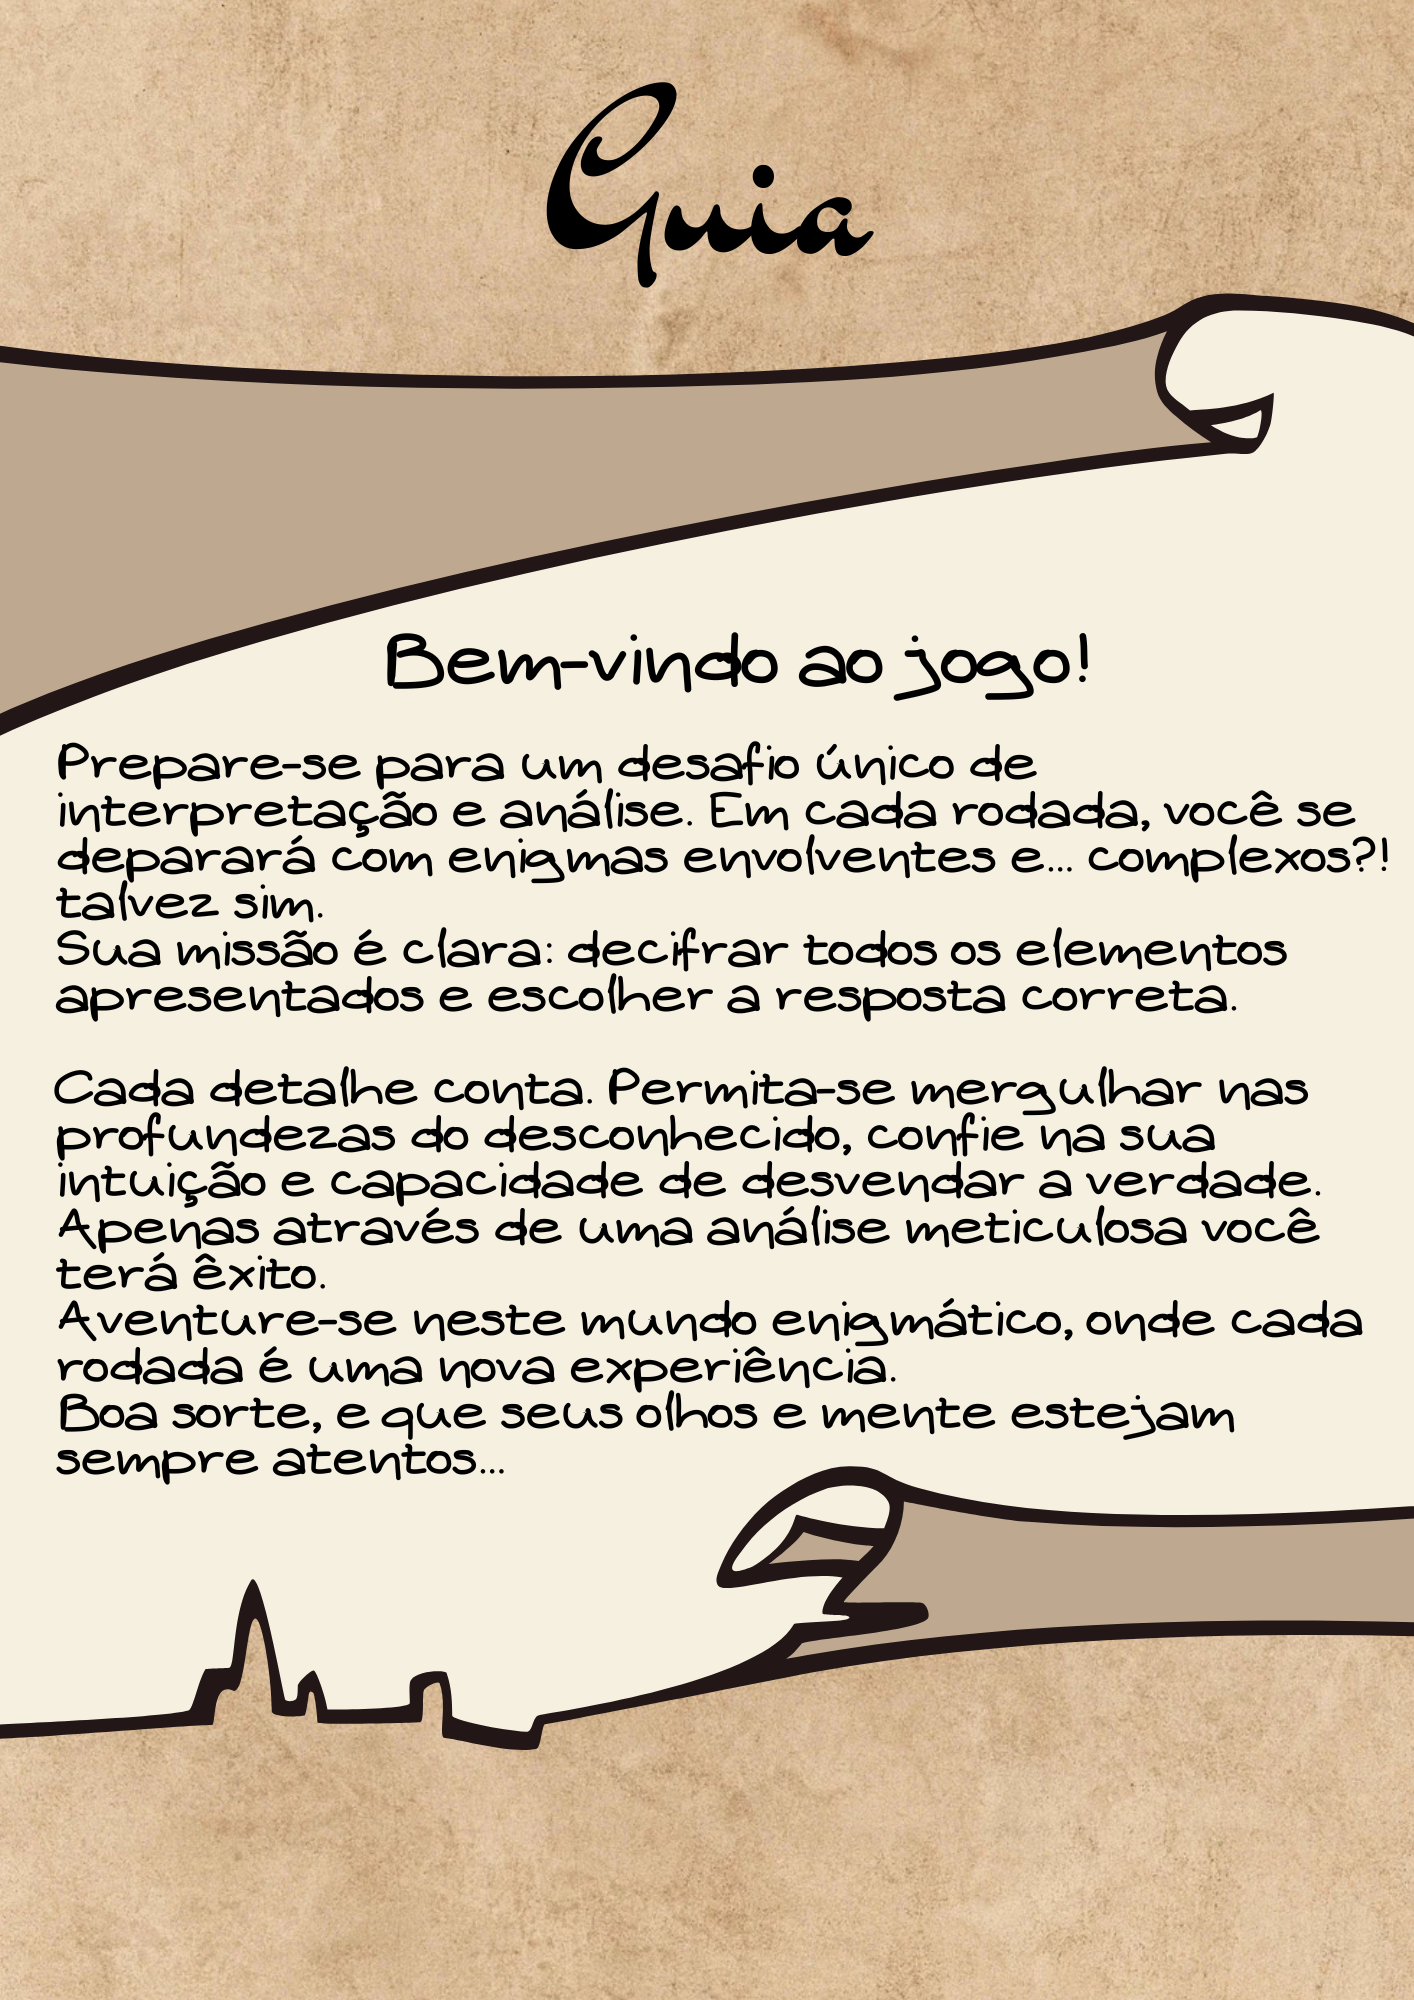 Guia
Bem-vindo ao jogo!
Prepare-se para um desafio único de
interpretação e análise. Em cada rodada, você se
deparará com enigmas envolventes e... complexos?!
talvez sim.
Sua missão é clara: decifrar todos os elementos
apresentados e escolher a resposta correta.
Cada detalhe conta. Permita-se mergulhar nas
profundezas do desconhecido, confie na sua
intuição e capacidade de desvendar a verdade.
Apenas através de uma análise meticulosa você
terá êxito.
Aventure-se neste mundo enigmático, onde cada
rodada é uma nova experiência.
Boa sorte, e que seus olhos e mente estejam
sempre atentos...